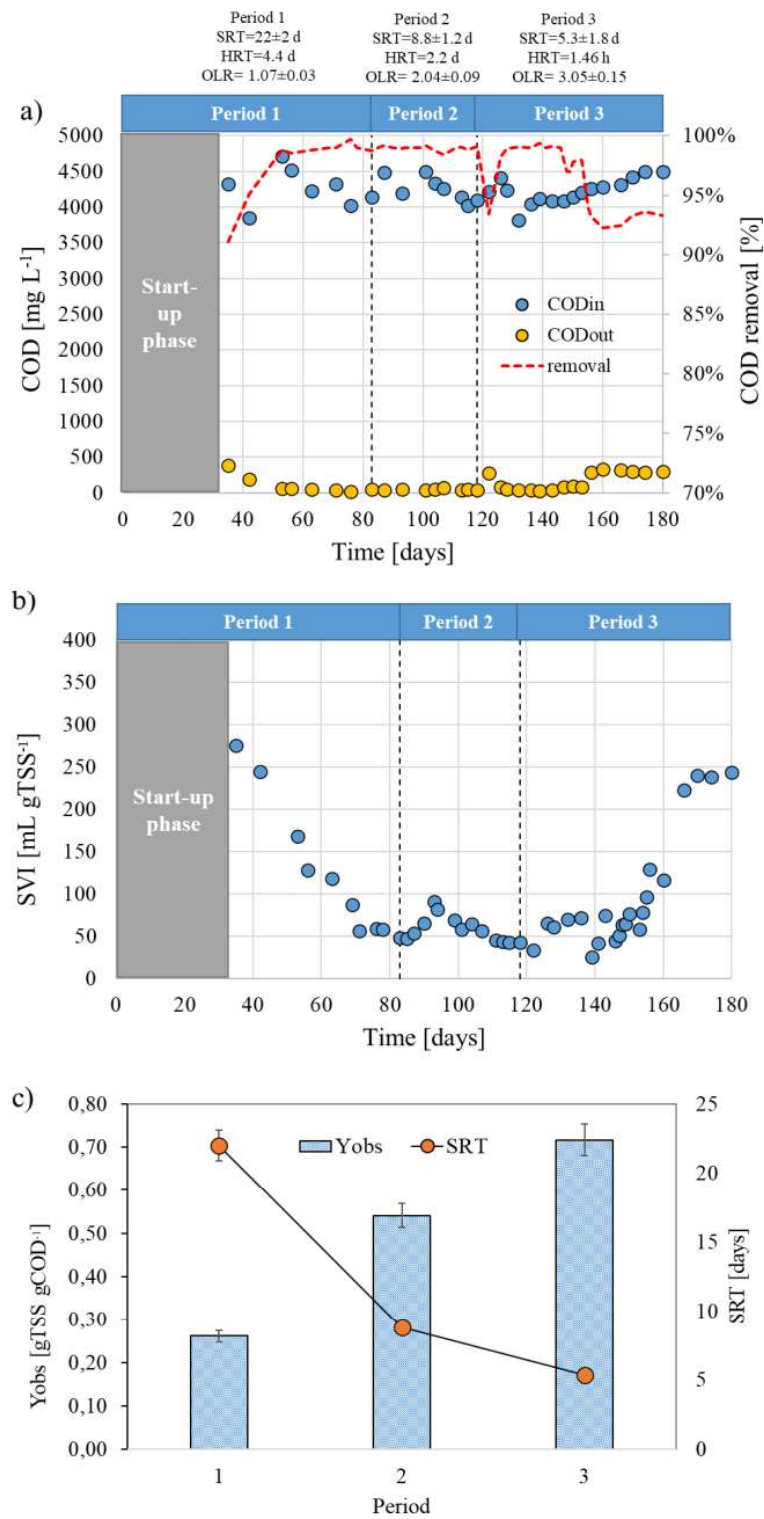 Period 1 Period 2 Period 3
SRT=22±2 d SRT=8.8±1.2 d SRT=5.3±1.8 d
HRT=4.4 d HRT=2.2 d HRT=1.46 h
OLR= 1.07±0.03 OLR= 2.04±0.09 OLR= 3.05±0.15
a)
Period 1 Period 2 Period 3
5000 100%
4500
4000 95%
3500
3000 90%
2500 85%
2000
1500 80%
1000
500 75%
0 70%
COD [mg L-1]
COD removal [%]
Start-
up
phase
CODin
CODout
removal
0 20 40 60 80 100 120 140 160 180
Time [days]
b)
Period 1 Period 2 Period 3
400
350
300
250
200
150
100
50
0
SVI [mL gTSS-1]
Start-up
phase
0 20 40 60 80 100 120 140 160 180
Time [days]
c)
0,80 25
0,70
0,60 20
0,50 15
0,40
0,30 10
0,20 5
0,10
0,00 0
Yobs [gTSS gCOD-1]
SRT [days]
Yobs SRT
1 2 3
Period